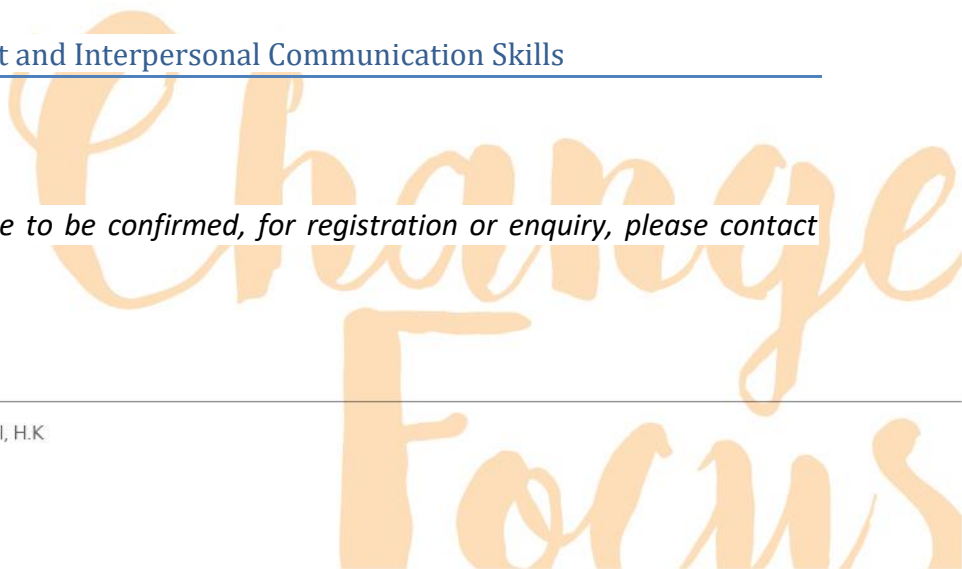 t and Interpersonal Communication Skills
Change
e to be confirmed, for registration or enquiry, please contact
Focus
l, H.K